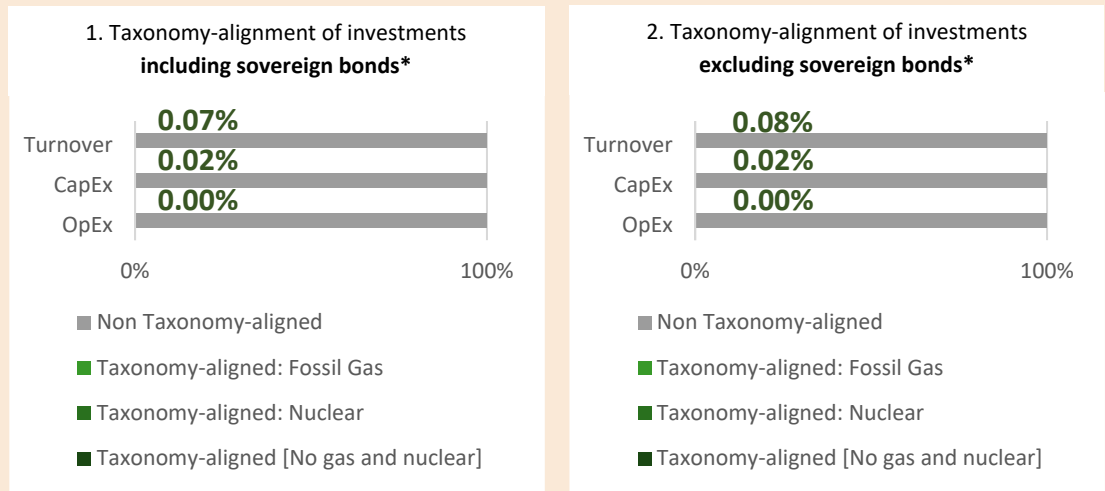 1. Taxonomy-alignment of investments
including sovereign bonds*
0.07%
Turnover
0.02%
CapEx
0.00%
OpEx
0%
100%
Non Taxonomy-aligned
Taxonomy-aligned: Fossil Gas
Taxonomy-aligned: Nuclear
Taxonomy-aligned [No gas and nuclear]
2. Taxonomy-alignment of investments
excluding sovereign bonds*
0.08%
Turnover
0.02%
CapEx
0.00%
OpEx
0%
100%
Non Taxonomy-aligned
Taxonomy-aligned: Fossil Gas
Taxonomy-aligned: Nuclear
Taxonomy-aligned [No gas and nuclear]